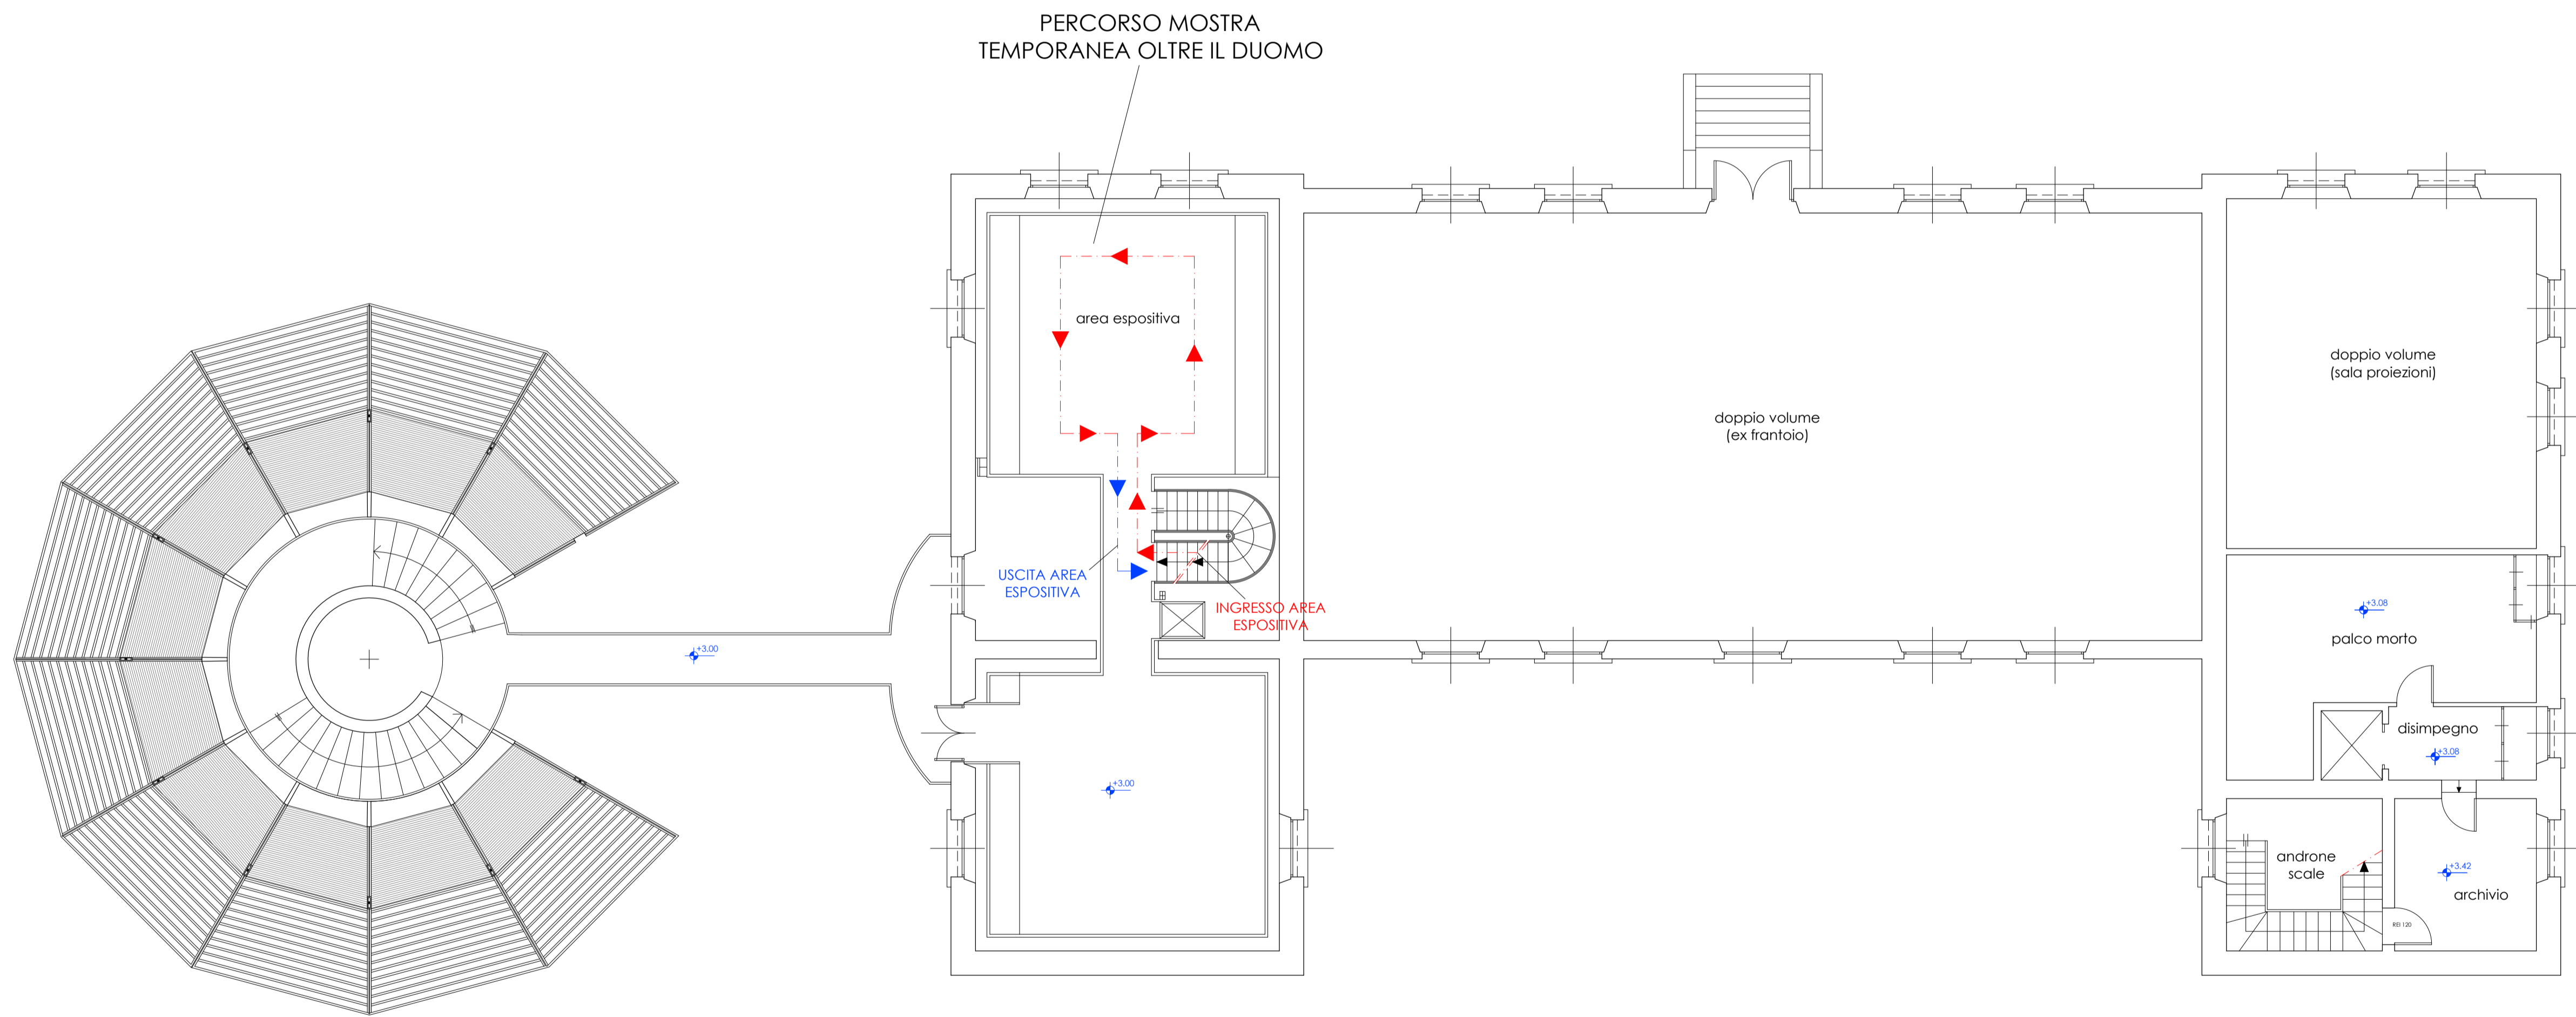 PERCORSO MOSTRA
TEMPORANEA OLTRE IL DUOMO
area espositiva
doppio volume
(sala proiezioni)
doppio volume
(ex frantoio)
USCITA AREA
ESPOSITIVA
INGRESSO AREA
ESPOSITIVA
+3.08
palco morto
+3.00
disimpegno
+3.08
+3.00
androne
scale
+3.42
archivio
REI 120